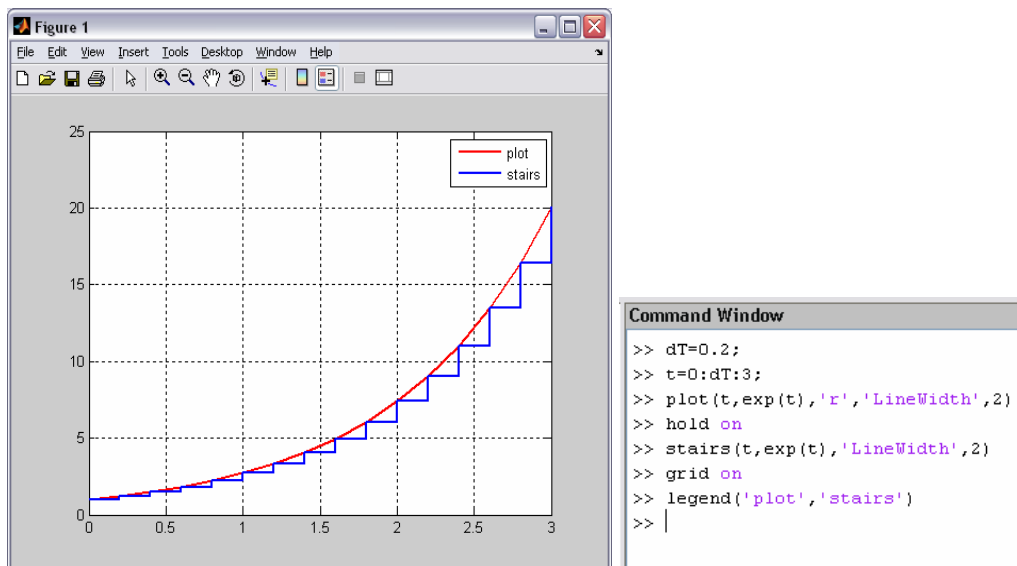 Figure 1
File Edit View Insert Tools Desktop Window Help
25
20
15
10
5
0
0 0.5 1 1.5 2 2.5 3
plot
stairs
Command Window
>> dT=0.2;
>> t=0:dT:3;
>> plot(t,exp(t),'r','LineWidth',2)
>> hold on
>> stairs(t,exp(t),'LineWidth',2)
>> grid on
>> legend('plot','stairs')
>>